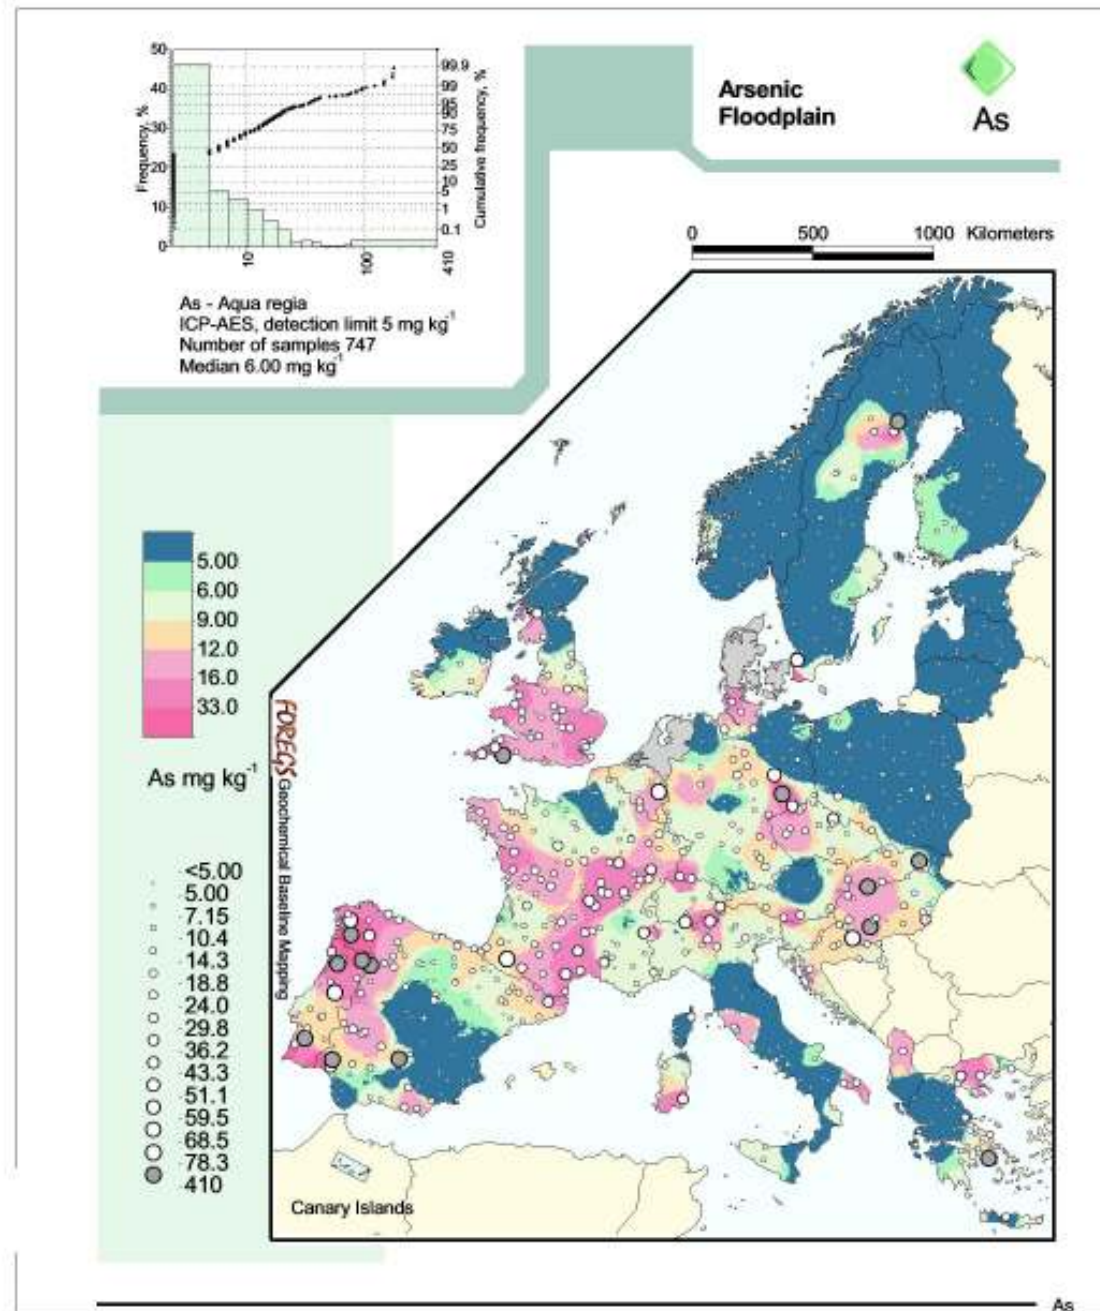 50
40
30
20
10
0
Frequency, %
99.9
99
95
90
75
50
25
10
5
1
0.1
Cumulative frequency, %
10
100
410
As - Aqua regia
ICP-AES, detection limit 5 mg kg-1
Number of samples 747
Median 6.00 mg kg-1
Arsenic
Floodplain
As
0 500 1000 Kilometers
5.00
6.00
9.00
12.0
16.0
33.0
As mg kg-1
<5.00
5.00
7.15
10.4
14.3
18.8
24.0
29.8
36.2
43.3
51.1
59.5
68.5
78.3
410
FOREGS Geochemical Baseline Mapping
Canary Islands
As